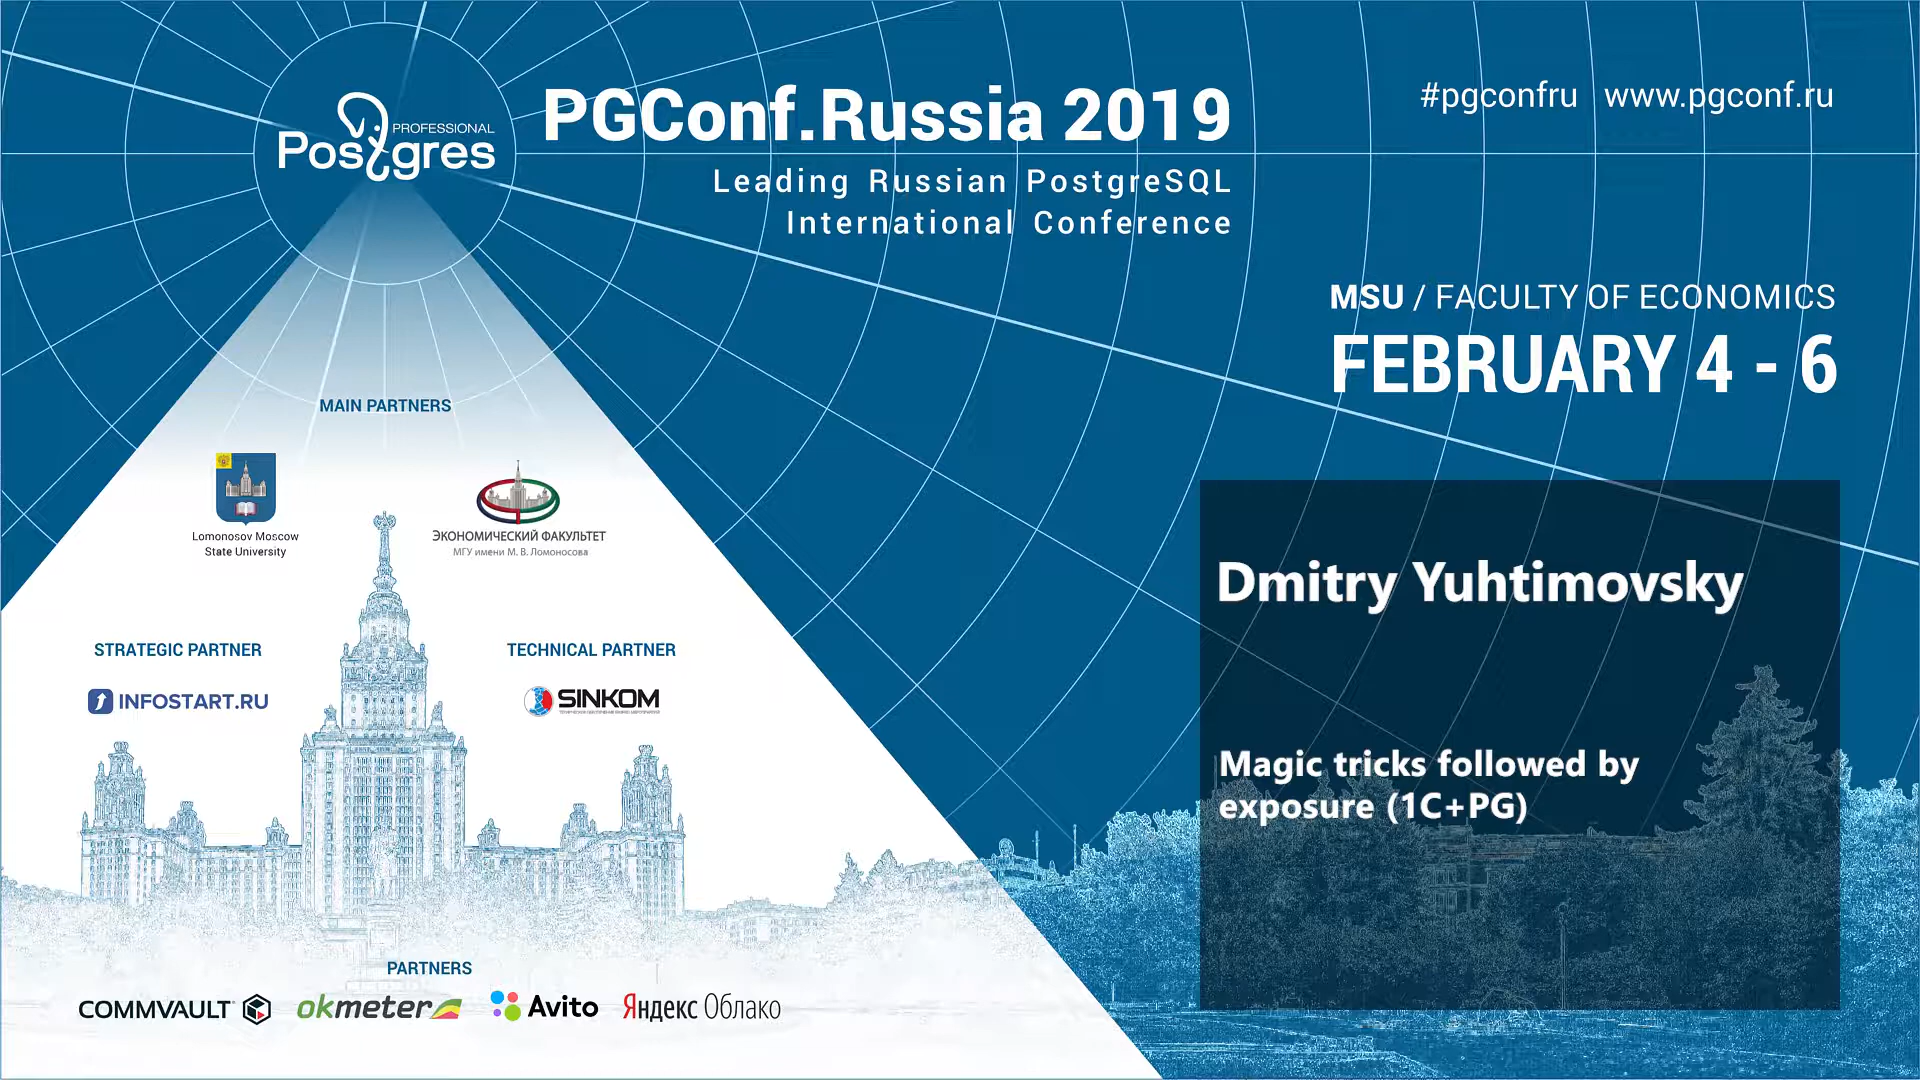 Postgres
PROFESSIONAL
PGConf.Russia 2019
Leading Russian PostgreSQL
International Conference
#pgconfru www.pgconf.ru
MSU / FACULTY OF ECONOMICS
FEBRUARY 4 - 6
MAIN PARTNERS
Lomonosov Moscow
State University
ЭКОНОМИЧЕСКИЙ ФАКУЛЬТЕТ
МГУ имени М. В. Ломоносова
STRATEGIC PARTNER
INFOSTART.RU
TECHNICAL PARTNER
SINKOM
Dmitry Yuhtimovsky
Magic tricks followed by
exposure (1C+PG)
PARTNERS
COMMVAULT
okmeter
Avito
Яндекс Облако